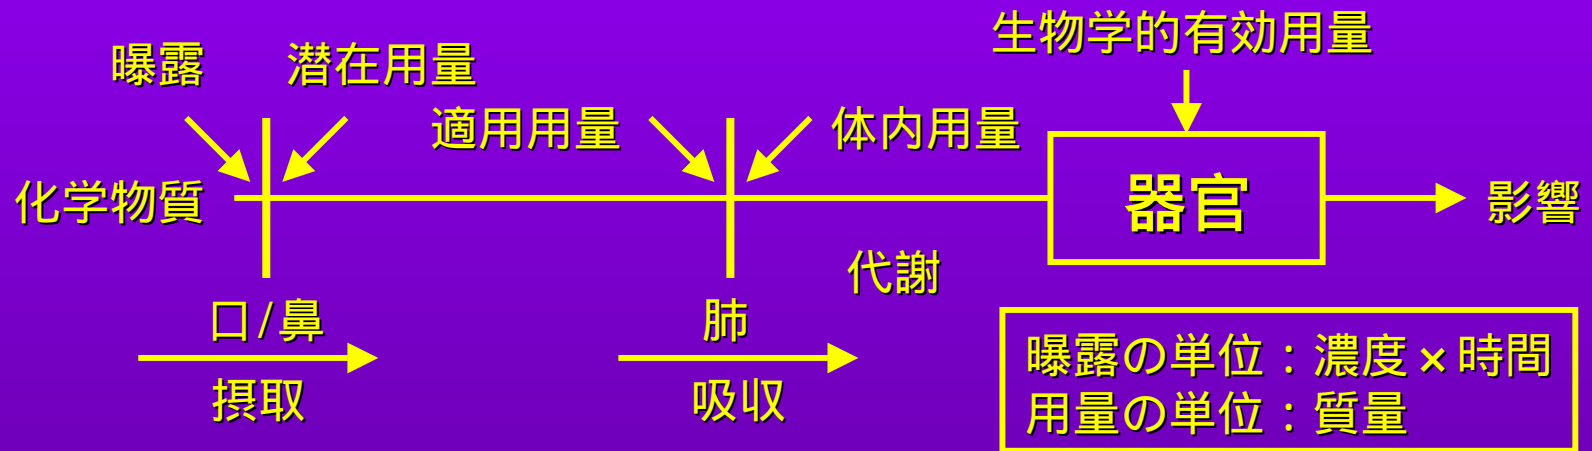 生物学的有効用量
曝露
潜在用量
適用用量
体内用量
化学物質
器官
影響
代謝
口/鼻
肺
摂取
吸収
曝露の単位：濃度×時間
用量の単位：質量